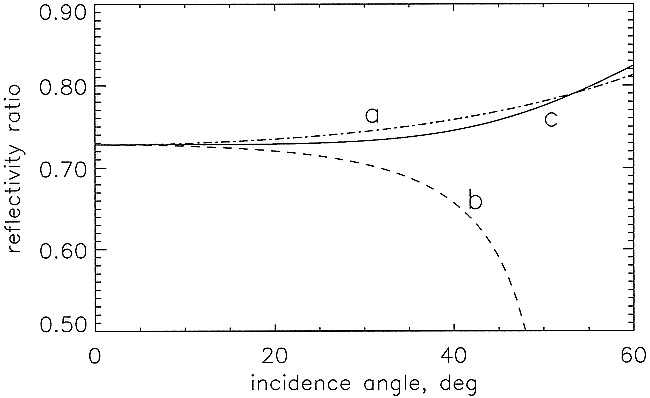 0.90
0.80
0.70
0.60
0.50
reflectivity ratio
a
c
b
0 20 40 60
incidence angle, deg